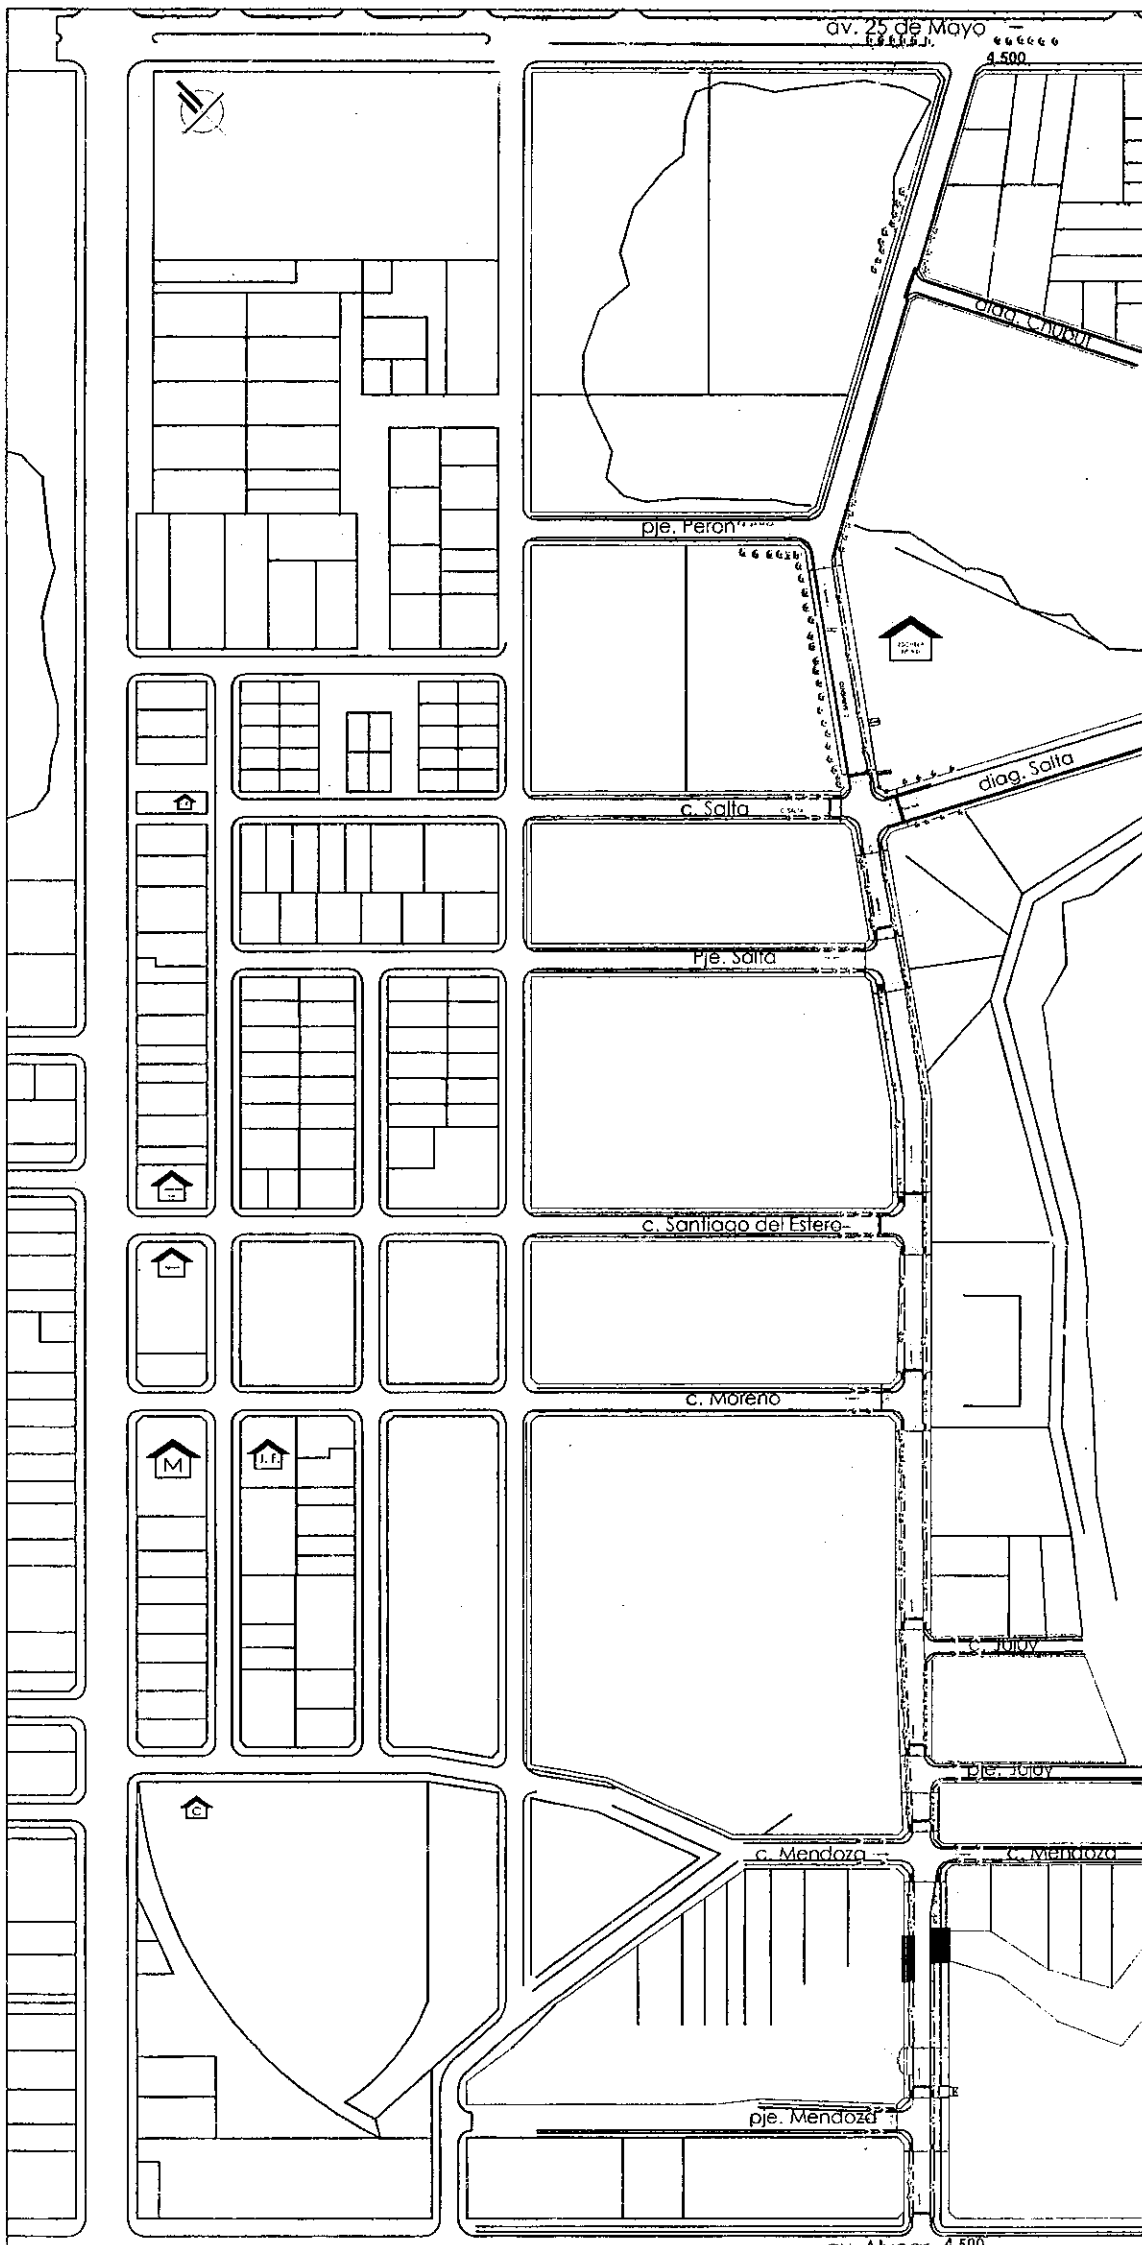 av. 25 de Mayo
4.500
diag. Chubut
pje. Peron
diag. Salta
c. Salta
Pje. Salta
c. Santiago del Estero
c. Moreno
M
J. F.
c. Jujuy
pje. Jujuy
C
c. Mendoza
c. Mendoza
pje. Mendoza
4.500